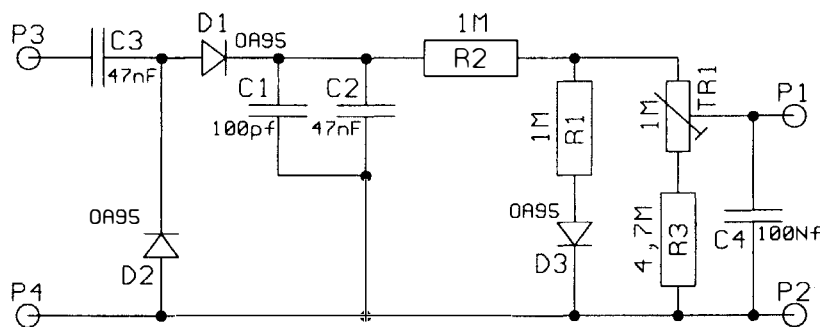 P3
C3
47nF
D1
OA95
C1
100pf
C2
47nF
1M
R2
1M
R1
1M
TR1
P1
OA95
D2
OA95
D3
4,7M
R3
C4
100Nf
P4
P2